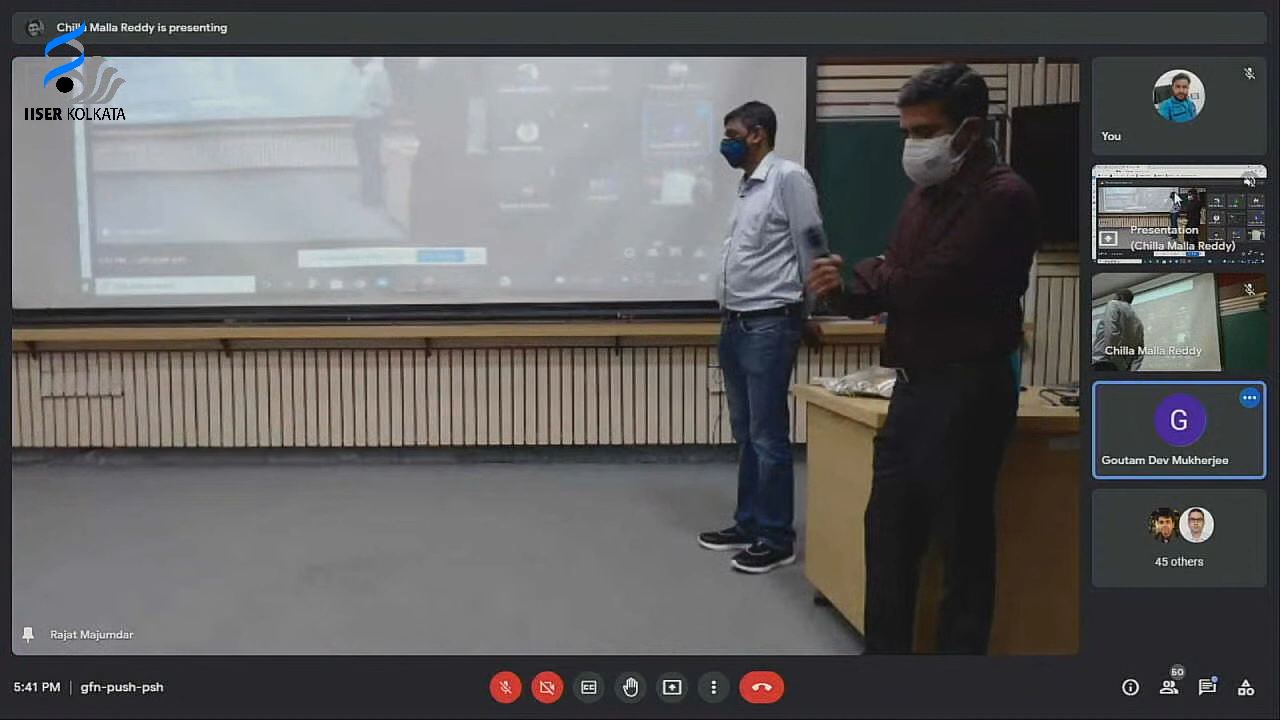 Chilla Malla Reddy is presenting
IISER KOLKATA
You
Presentation
(Chilla Malla Reddy)
Chilla Malla Reddy
G
Goutam Dev Mukherjee
45 others
Rajat Majumdar
5:41 PM | gfn-push-psh
50